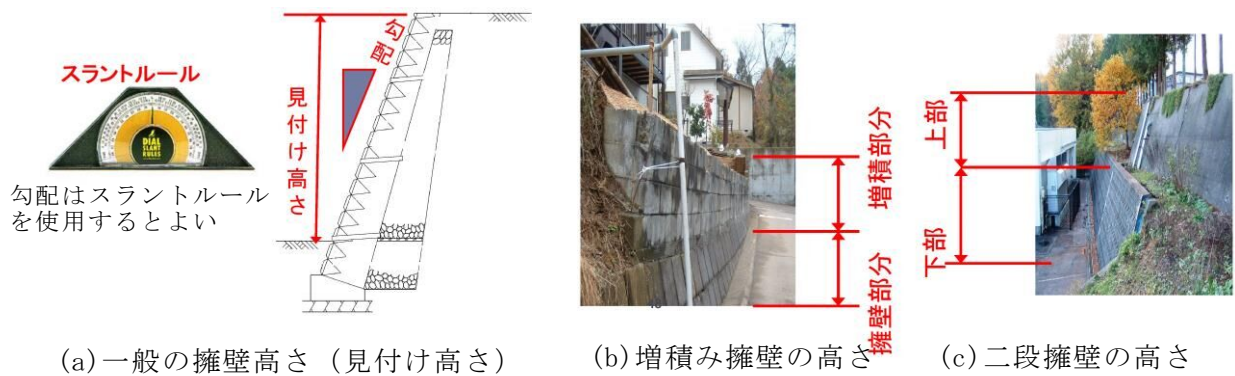 スラントルール
DIAL
SLANT
RULES
勾配はスラントルール
を使用するとよい
勾配
見付け高さ
(a)一般の擁壁高さ（見付け高さ）
増積部分
擁壁部分
(b)増積み擁壁の高さ
上部
下部
(c)二段擁壁の高さ